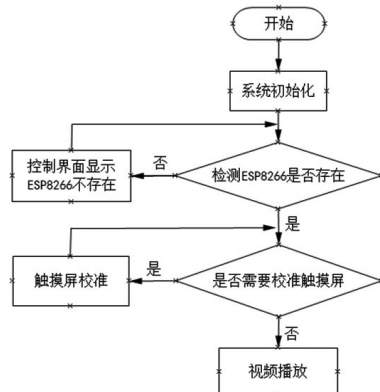 开始
系统初始化
控制界面显示
ESP8266不存在
否
检测ESP8266是否存在
是
触摸屏校准
是
是否需要校准触摸屏
否
视频播放